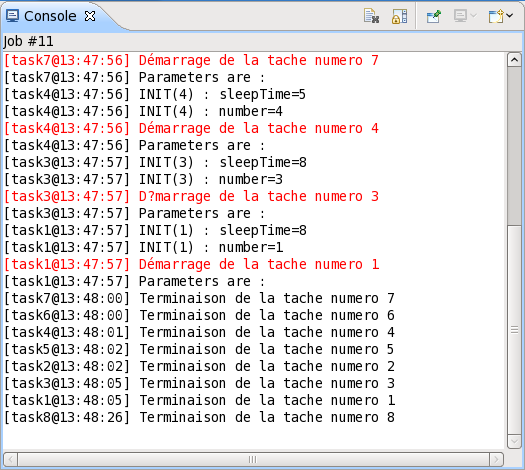 Console
Job #11
[task7@13:47:56] Démarrage de la tache numero 7
[task7@13:47:56] Parameters are :
[task4@13:47:56] INIT(4) : sleepTime=5
[task4@13:47:56] INIT(4) : number=4
[task4@13:47:56] Démarrage de la tache numero 4
[task4@13:47:56] Parameters are :
[task3@13:47:57] INIT(3) : sleepTime=8
[task3@13:47:57] INIT(3) : number=3
[task3@13:47:57] D?marrage de la tache numero 3
[task3@13:47:57] Parameters are :
[task1@13:47:57] INIT(1) : sleepTime=8
[task1@13:47:57] INIT(1) : number=1
[task1@13:47:57] Démarrage de la tache numero 1
[task1@13:47:57] Parameters are :
[task7@13:48:00] Terminaison de la tache numero 7
[task6@13:48:00] Terminaison de la tache numero 6
[task4@13:48:01] Terminaison de la tache numero 4
[task5@13:48:02] Terminaison de la tache numero 5
[task2@13:48:02] Terminaison de la tache numero 2
[task3@13:48:05] Terminaison de la tache numero 3
[task1@13:48:05] Terminaison de la tache numero 1
[task8@13:48:26] Terminaison de la tache numero 8